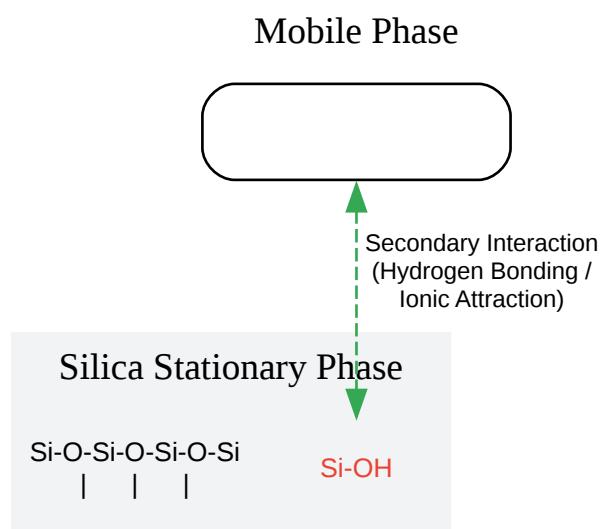 Mobile Phase
Secondary Interaction
(Hydrogen Bonding /
Ionic Attraction)
Silica Stationary Phase
Si-O-Si-O-Si-O-Si
| | |
Si-OH